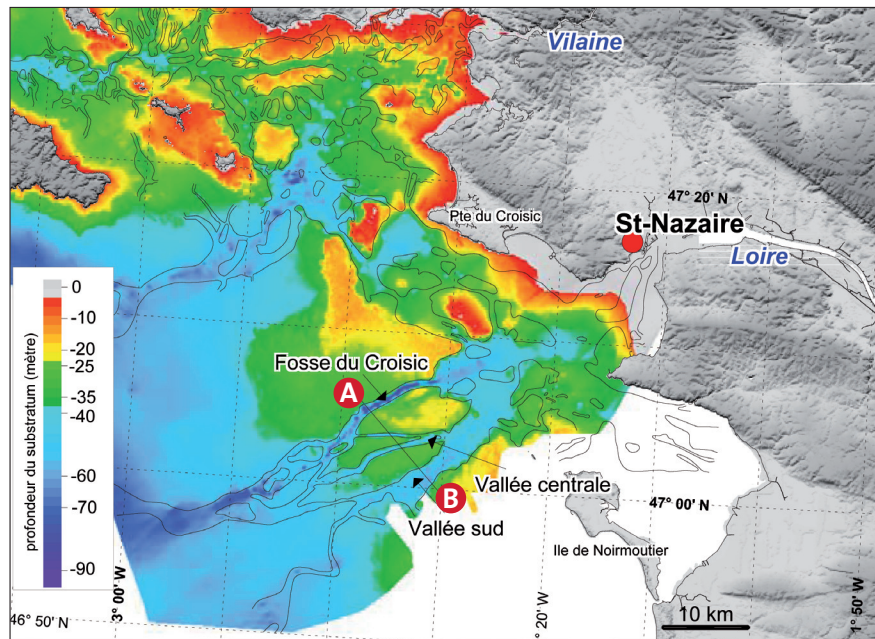 Vilaine
47° 20' N
Pte du Croisic
St-Nazaire
Loire
0
-10
-20
-25
-35
-40
-60
-70
-90
profondeur du substratum (mètre)
Fosse du Croisic
A
B
Vallée centrale
47° 00' N
Vallée sud
Ile de Noirmoutier
46° 50' N
3° 00' W
° 20' W
1° 50' W
10 km